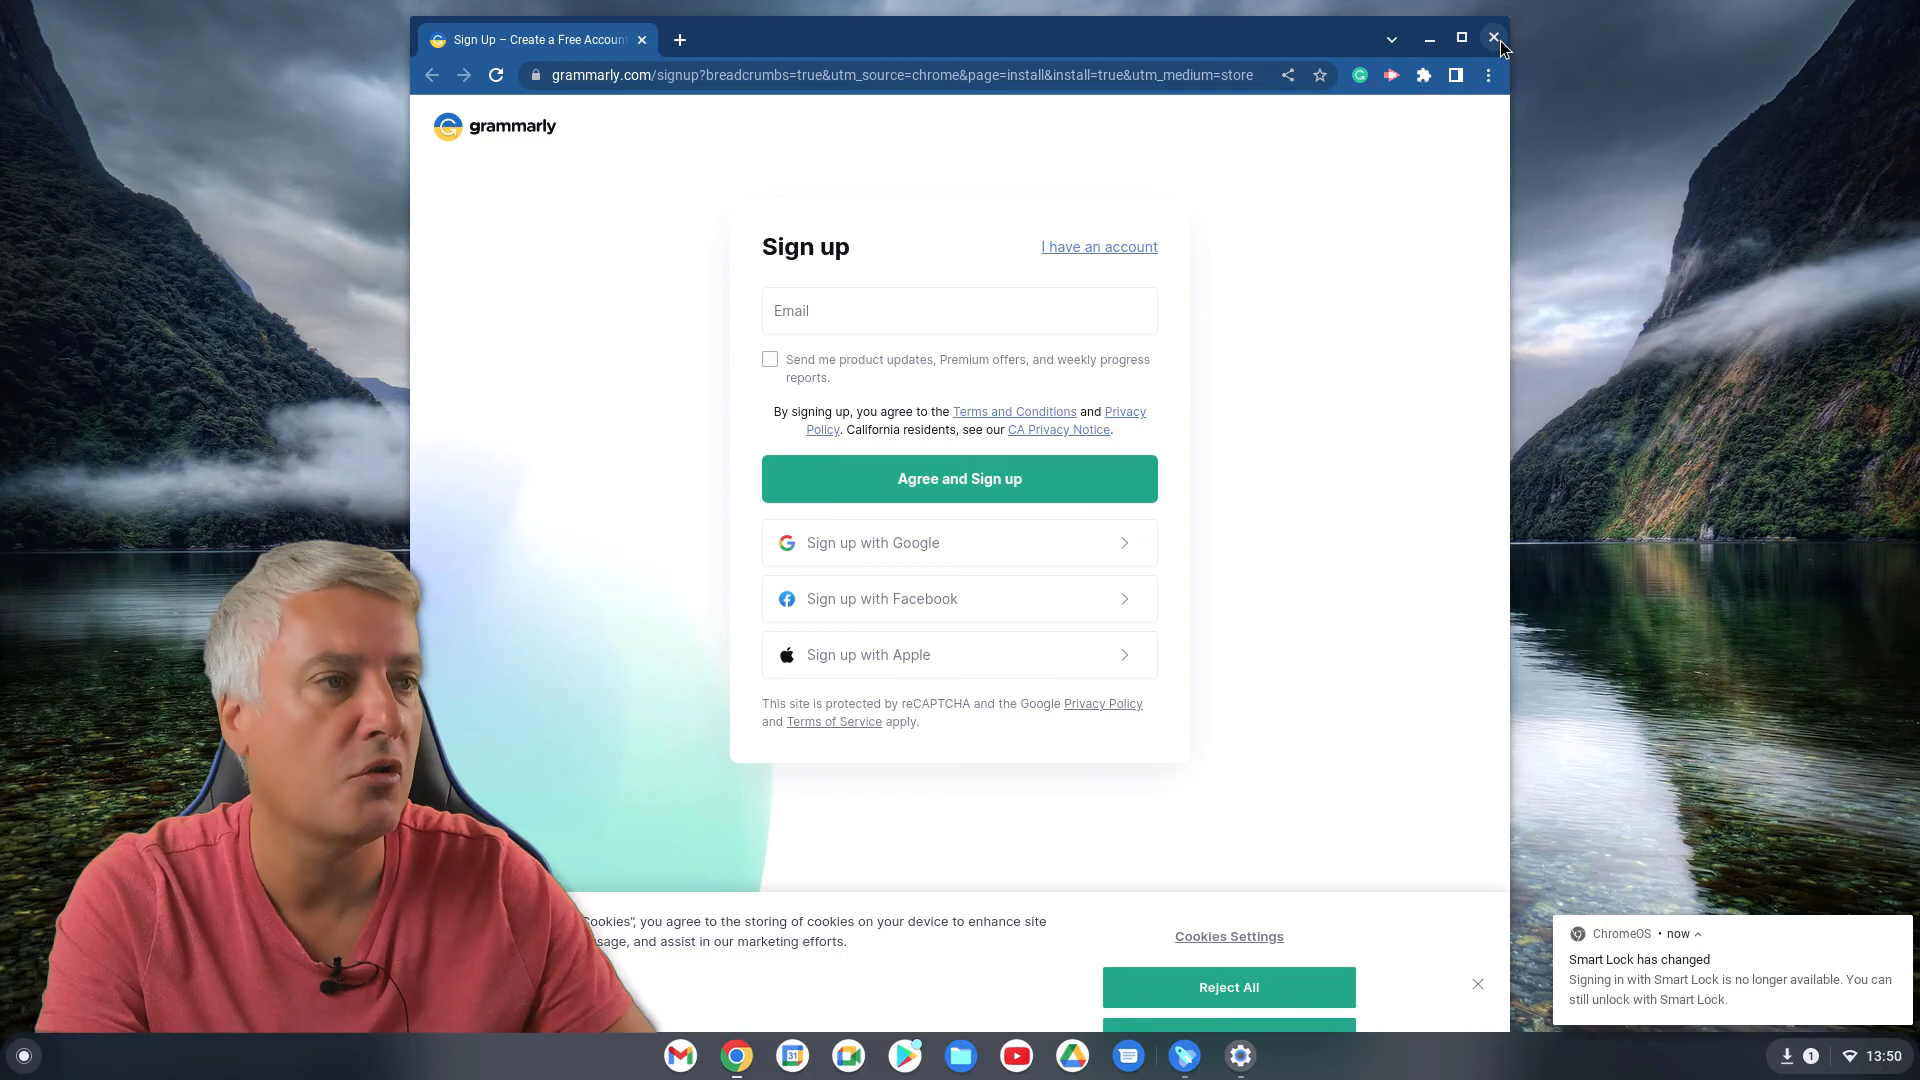 Sign Up – Create a Free Accoun
grammarly.com/signup?breadcrumbs=true&utm_source=chrome&page=install&install=true&utm_medium=store
grammarly
Sign up
I have an account
Email
Send me product updates, Premium offers, and weekly progress
reports.
By signing up, you agree to the Terms and Conditions and Privacy
Policy. California residents, see our CA Privacy Notice.
Agree and Sign up
Sign up with Google
Sign up with Facebook
Sign up with Apple
This site is protected by reCAPTCHA and the Google Privacy Policy
and Terms of Service apply.
Cookies”, you agree to the storing of cookies on your device to enhance site
sage, and assist in our marketing efforts.
Cookies Settings
Reject All
ChromeOS • now
Smart Lock has changed
Signing in with Smart Lock is no longer available. You can
still unlock with Smart Lock.
31
1
13:50